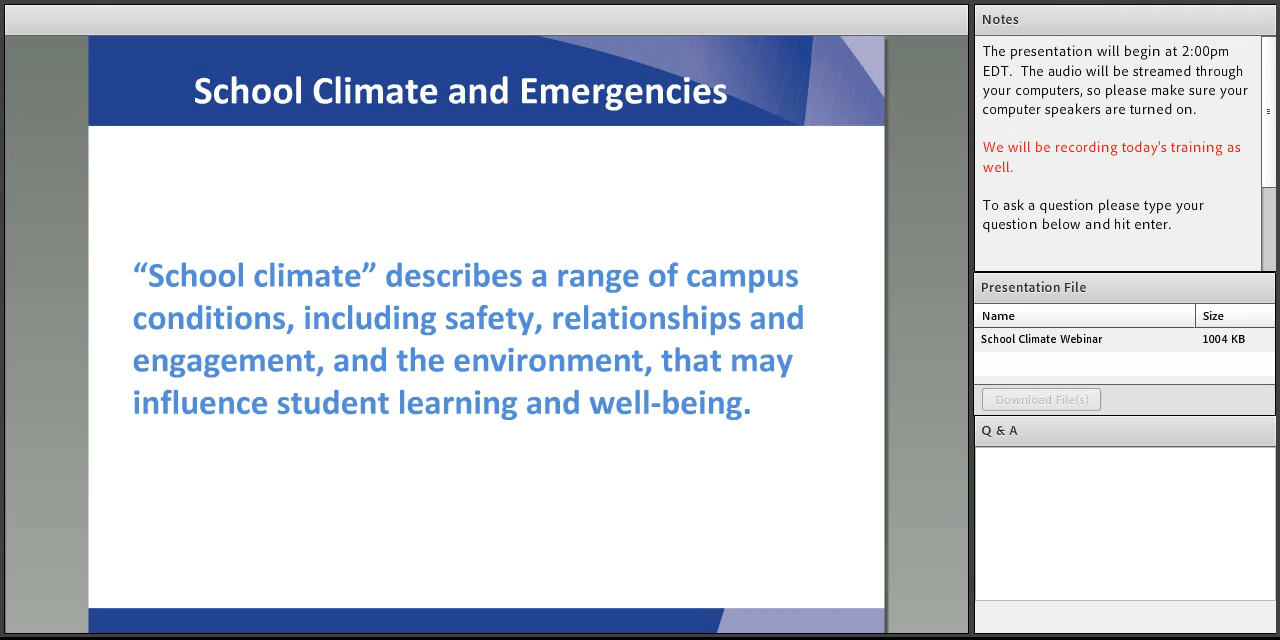 School Climate and Emergencies
“School climate” describes a range of campus
conditions, including safety, relationships and
engagement, and the environment, that may
influence student learning and well-being.
Notes
The presentation will begin at 2:00pm
EDT.  The audio will be streamed through
your computers, so please make sure your
computer speakers are turned on.
We will be recording today's training as
well.
To ask a question please type your
question below and hit enter.
Presentation File
Name Size
School Climate Webinar 1004 KB
Download File(s)
Q & A